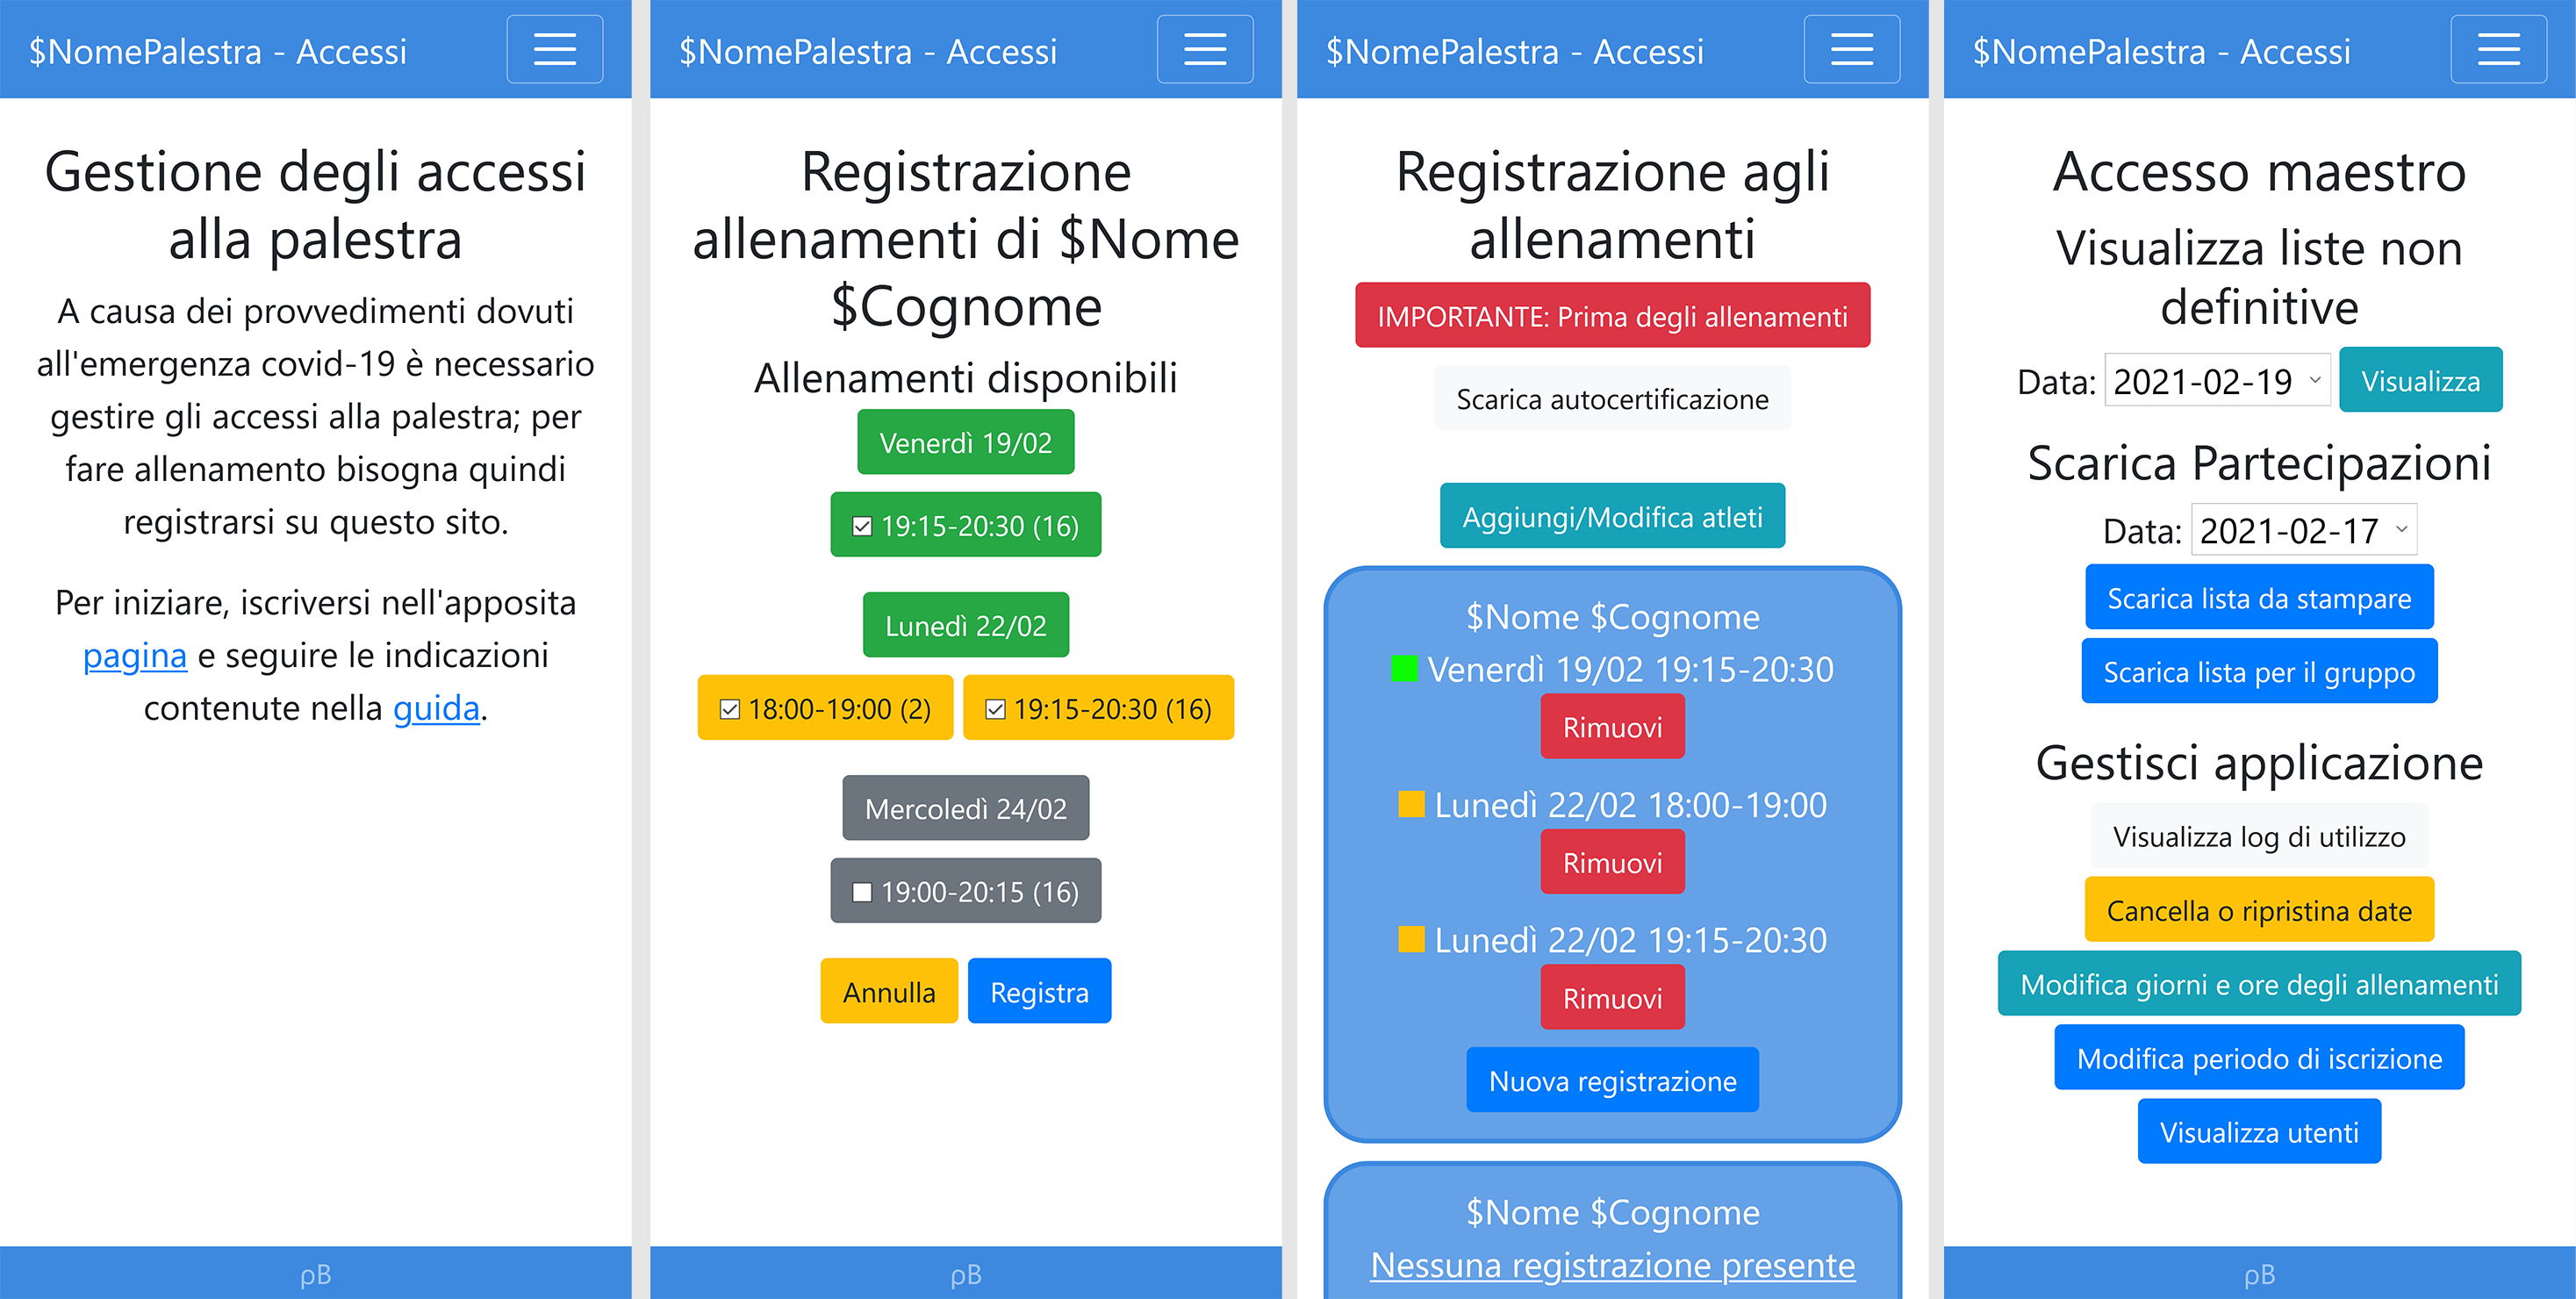 $NomePalestra - Accessi
Gestione degli accessi
alla palestra
A causa dei provvedimenti dovuti
all'emergenza covid-19 è necessario
gestire gli accessi alla palestra; per
fare allenamento bisogna quindi
registrarsi su questo sito.
Per iniziare, iscriversi nell'apposita
pagina e seguire le indicazioni
contenute nella guida.
ρB
$NomePalestra - Accessi
Registrazione
allenamenti di $Nome
$Cognome
Allenamenti disponibili
Venerdì 19/02
19:15-20:30 (16)
Lunedì 22/02
18:00-19:00 (2) 19:15-20:30 (16)
Mercoledì 24/02
19:00-20:15 (16)
Annulla Registra
ρB
$NomePalestra - Accessi
Registrazione agli
allenamenti
IMPORTANTE: Prima degli allenamenti
Scarica autocertificazione
Aggiungi/Modifica atleti
$Nome $Cognome
Venerdì 19/02 19:15-20:30
Rimuovi
Lunedì 22/02 18:00-19:00
Rimuovi
Lunedì 22/02 19:15-20:30
Rimuovi
Nuova registrazione
$Nome $Cognome
Nessuna registrazione presente
$NomePalestra - Accessi
Accesso maestro
Visualizza liste non
definitive
Data: 2021-02-19 Visualizza
Scarica Partecipazioni
Data: 2021-02-17
Scarica lista da stampare
Scarica lista per il gruppo
Gestisci applicazione
Visualizza log di utilizzo
Cancella o ripristina date
Modifica giorni e ore degli allenamenti
Modifica periodo di iscrizione
Visualizza utenti
ρB